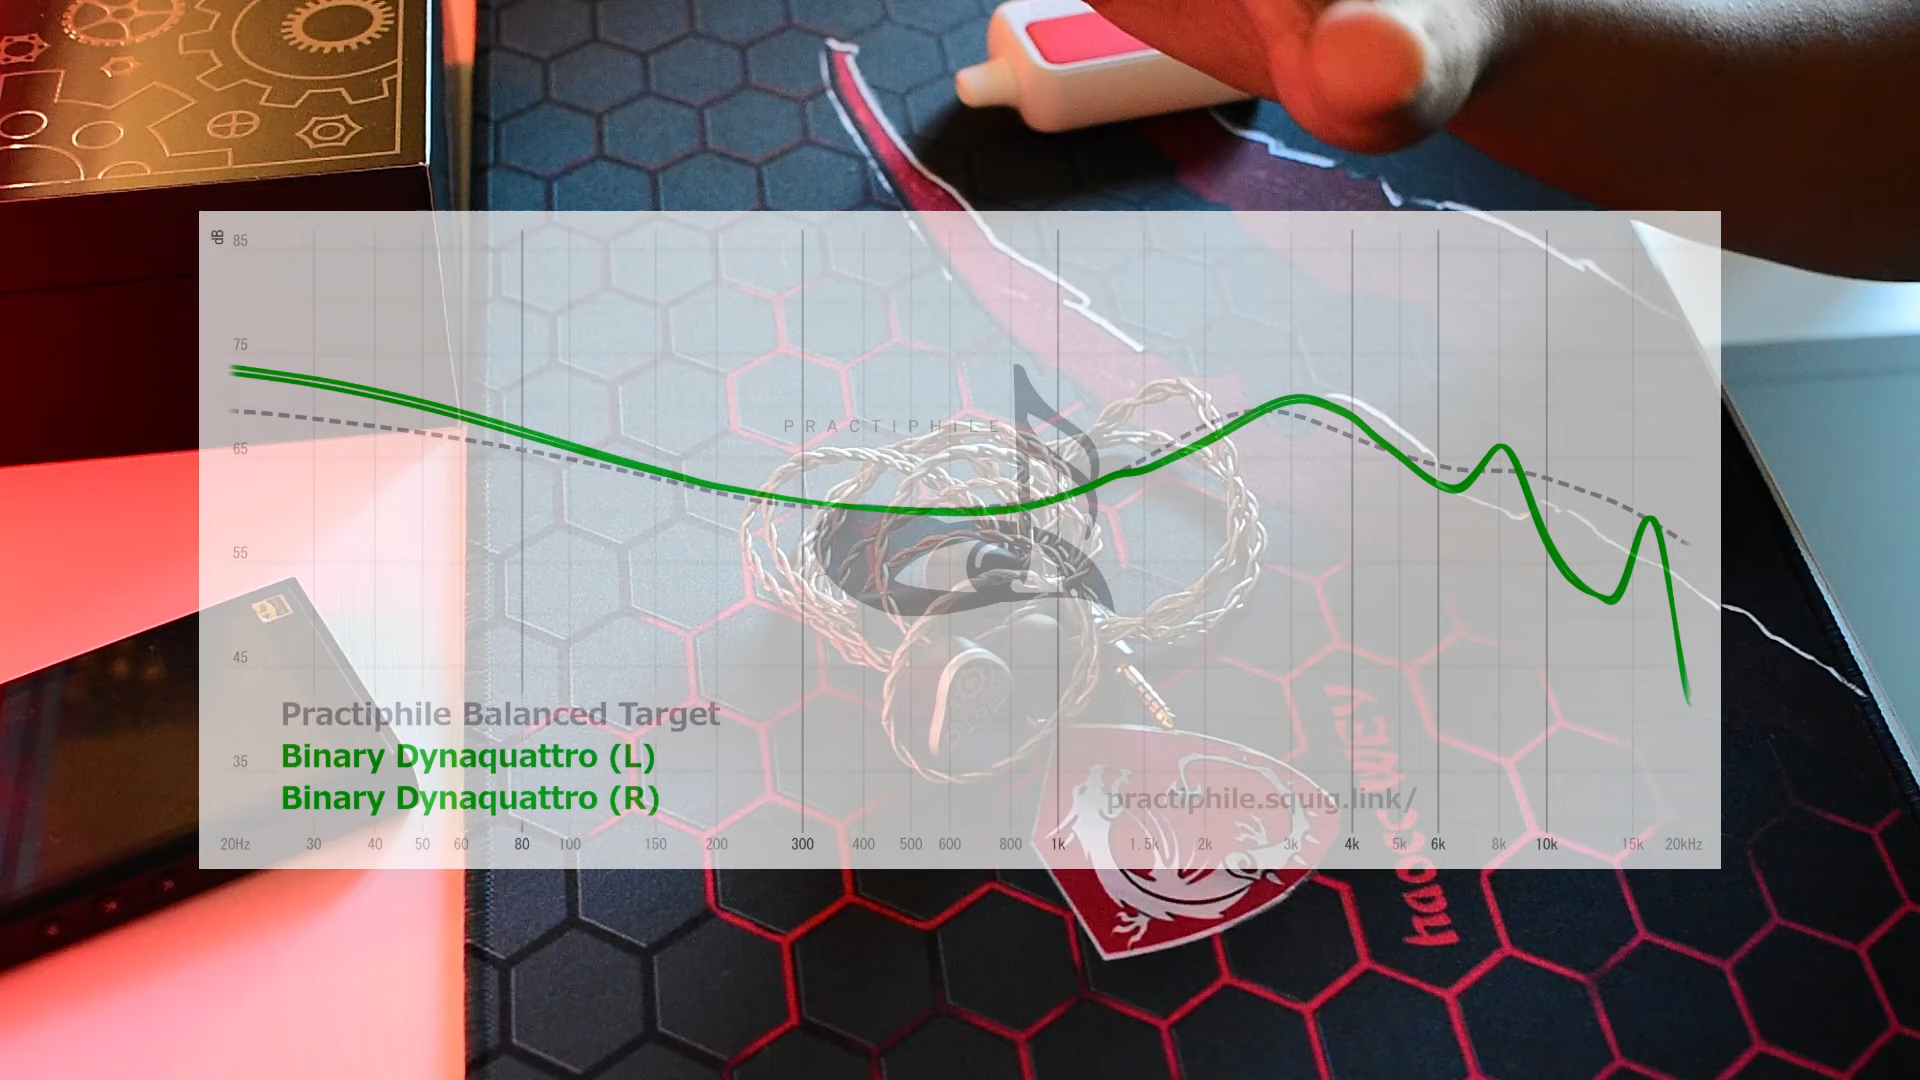 dB
85
75
PRACTIPHILE
65
55
45
Practiphile Balanced Target
Binary Dynaquattro (L)
35
Binary Dynaquattro (R)
practiphile.squig.link/
20Hz 30 40 50 60 80 100 150 200 300 400 500 600 800 1k 1.5k 2k 3k 4k 5k 6k 8k 10k 15k 20kHz